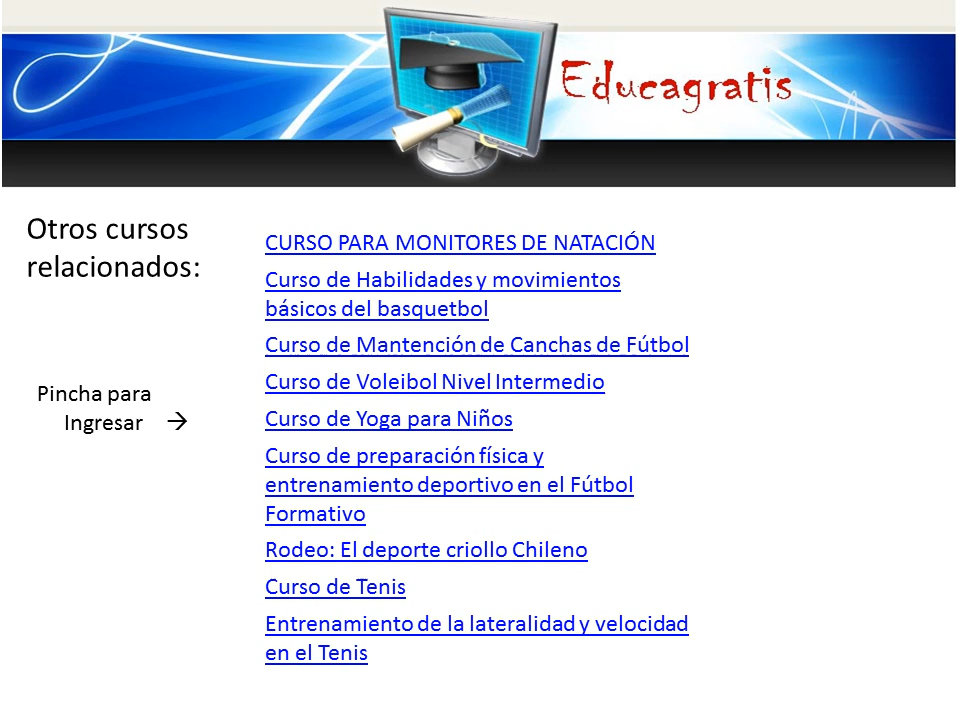 Educagratis
Otros cursos
relacionados:
CURSO PARA MONITORES DE NATACIÓN
Curso de Habilidades y movimientos
básicos del basquetbol
Curso de Mantención de Canchas de Fútbol
Curso de Voleibol Nivel Intermedio
Pincha para
Ingresar →
Curso de Yoga para Niños
Curso de preparación física y
entrenamiento deportivo en el Fútbol
Formativo
Rodeo: El deporte criollo Chileno
Curso de Tenis
Entrenamiento de la lateralidad y velocidad
en el Tenis